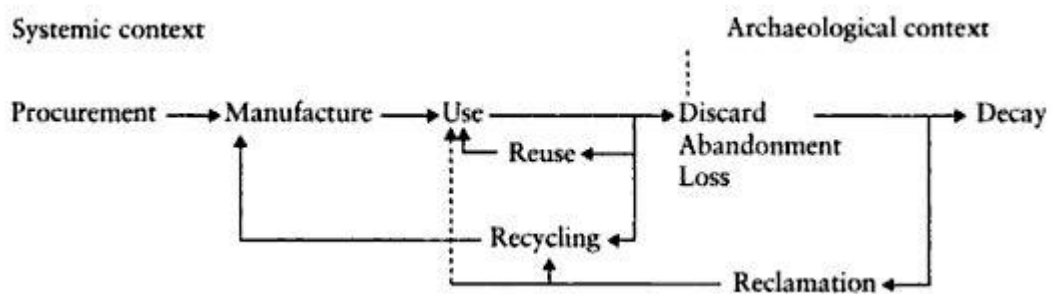 Systemic context
Archaeological context
Procurement Manufacture Use Discard Decay
Reuse Abandonment
Loss
Recycling
Reclamation